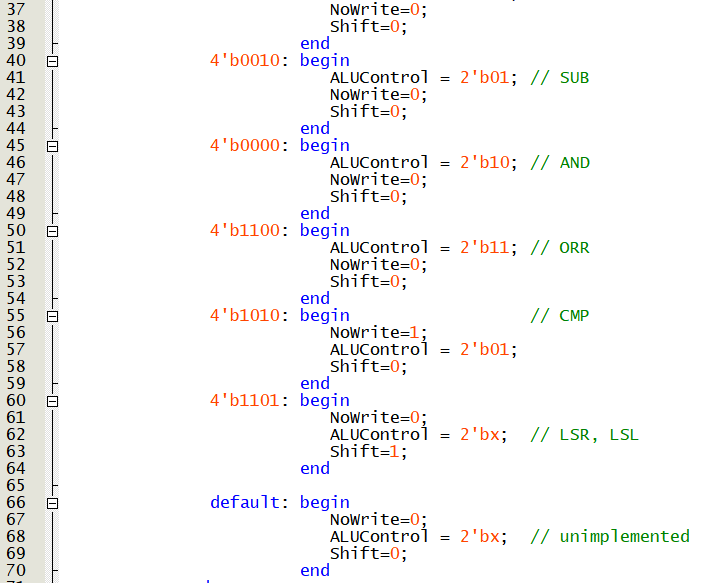 37 NoWrite=0;
38 Shift=0;
39 end
40 4'b0010: begin
41 ALUControl = 2'b01; // SUB
42 NoWrite=0;
43 Shift=0;
44 end
45 4'b0000: begin
46 ALUControl = 2'b10; // AND
47 NoWrite=0;
48 Shift=0;
49 end
50 4'b1100: begin
51 ALUControl = 2'b11; // ORR
52 NoWrite=0;
53 Shift=0;
54 end
55 4'b1010: begin // CMP
56 NoWrite=1;
57 ALUControl = 2'b01;
58 Shift=0;
59 end
60 4'b1101: begin
61 NoWrite=0;
62 ALUControl = 2'bx; // LSR, LSL
63 Shift=1;
64 end
65
66 default: begin
67 NoWrite=0;
68 ALUControl = 2'bx; // unimplemented
69 Shift=0;
70 end